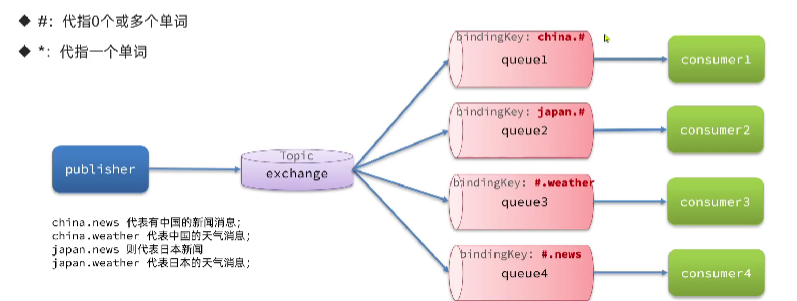 ◆ #：代指0个或多个单词
◆ *：代指一个单词
bindingKey: china.#
queue1
consumer1
bindingKey: japan.#
queue2
consumer2
publisher
Topic
exchange
bindingKey: #.weather
queue3
consumer3
china.news 代表有中国的新闻消息;
china.weather 代表中国的天气消息;
japan.news 则代表日本新闻
japan.weather 代表日本的天气消息;
bindingKey: #.news
queue4
consumer4